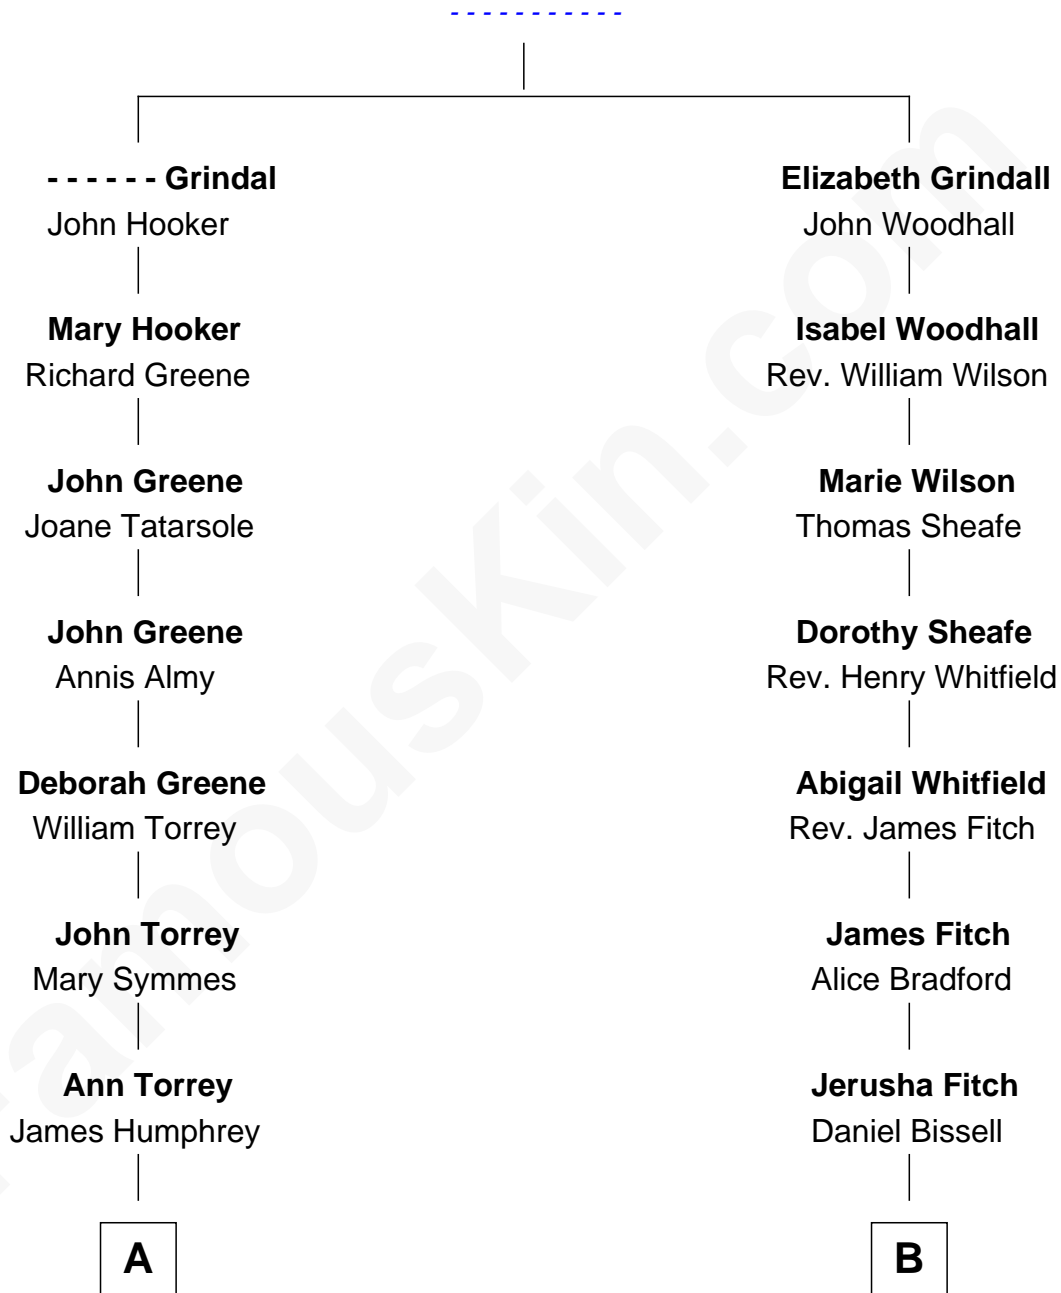 - - - - - - - - - - -
- - - - - - Grindal
John Hooker
Elizabeth Grindall
John Woodhall
Mary Hooker
Richard Greene
Isabel Woodhall
Rev. William Wilson
John Greene
Joane Tatarsole
Marie Wilson
Thomas Sheafe
John Greene
Annis Almy
Dorothy Sheafe
Rev. Henry Whitfield
Deborah Greene
William Torrey
Abigail Whitfield
Rev. James Fitch
John Torrey
Mary Symmes
James Fitch
Alice Bradford
Ann Torrey
James Humphrey
Jerusha Fitch
Daniel Bissell
A
B
FamousKin.com